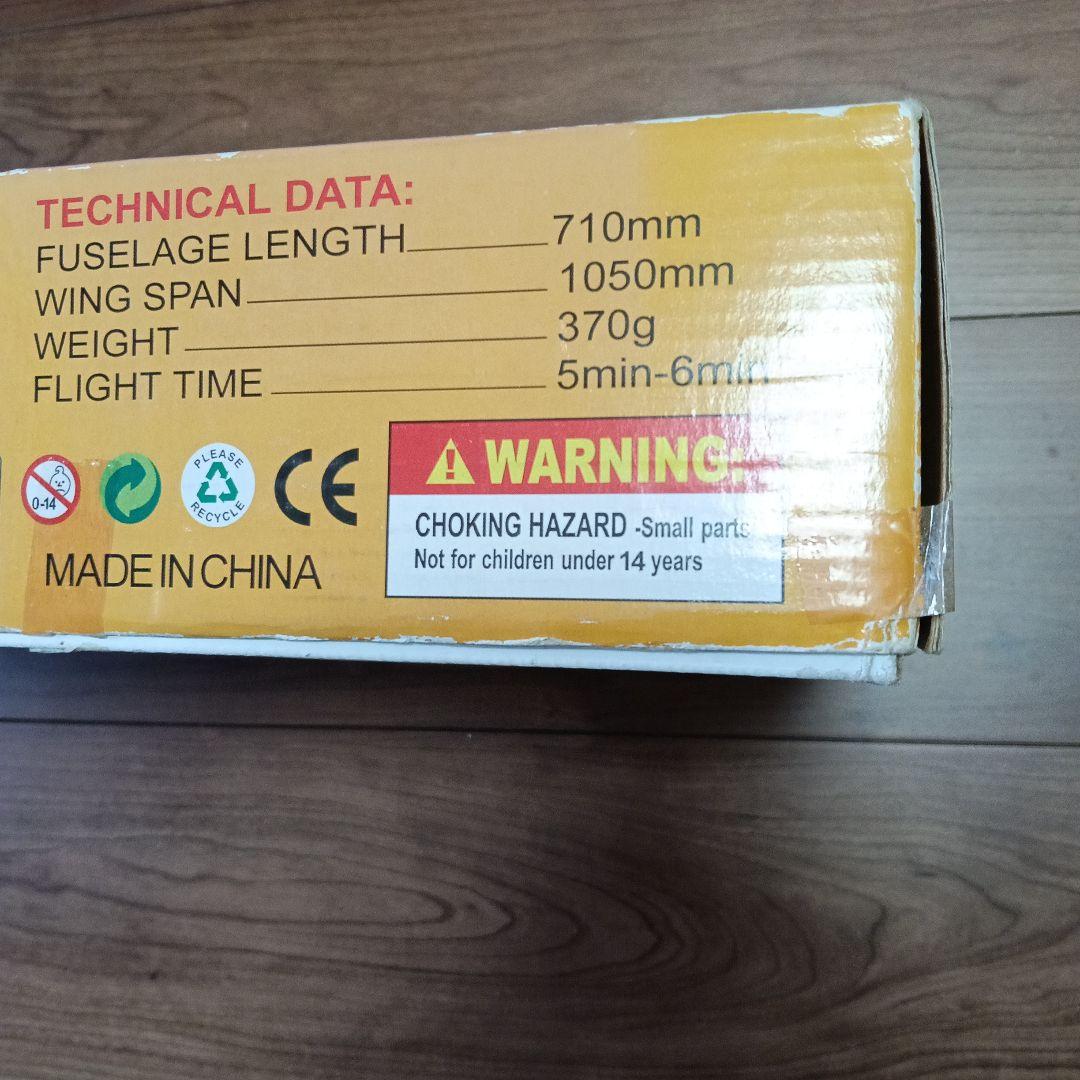 TECHNICAL DATA:
FUSELAGE LENGTH 710mm
WING SPAN 1050mm
WEIGHT 370g
FLIGHT TIME 5min-6min
0-14
PLEASE
RECYCLE
CE
WARNING:
CHOKING HAZARD -Small parts
Not for children under 14 years
MADE IN CHINA